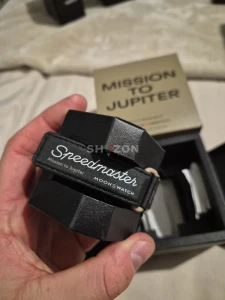 MISSION
TO
JUPITER
SH ZON
Speedmaster
Mission to Jupiter
MOONSWATCH